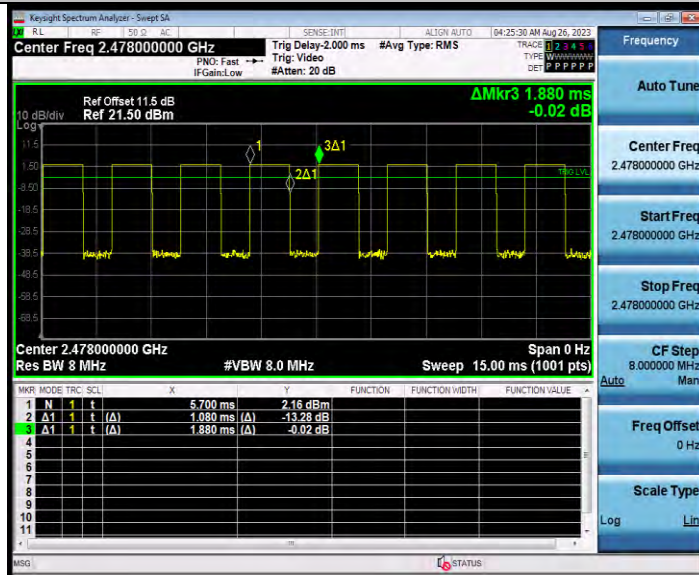 Keysight Spectrum Analyzer - Swept SA
RL RF 50 Ω AC SENSE:INT ALIGN AUTO 04:25:30 AM Aug 26, 2023
Center Freq 2.478000000 GHz
PNO: Fast
IFGain:Low
Trig Delay-2.000 ms
Trig: Video
#Atten: 20 dB
#Avg Type: RMS
TRACE 1 2 3 4 5 6
TYPE WWWWWW
DET P P P P P P
Ref Offset 11.5 dB
10 dB/div Ref 21.50 dBm
Log
ΔMkr3 1.880 ms
-0.02 dB
11.5
1.50
-8.50
-18.5
-28.5
-38.5
-48.5
-58.5
-68.5
1
2Δ1
3Δ1
TRIG LVL
Center 2.478000000 GHz Span 0 Hz
Res BW 8 MHz #VBW 8.0 MHz Sweep 15.00 ms (1001 pts)
MKR MODE TRC SCL X Y FUNCTION FUNCTION WIDTH FUNCTION VALUE
1 N 1 t 5.700 ms 2.16 dBm
2 Δ1 1 t (Δ) 1.080 ms (Δ) -13.28 dB
3 Δ1 1 t (Δ) 1.880 ms (Δ) -0.02 dB
4
5
6
7
8
9
10
11
MSG STATUS
Frequency
Auto Tune
Center Freq
2.478000000 GHz
Start Freq
2.478000000 GHz
Stop Freq
2.478000000 GHz
CF Step
8.000000 MHz
Auto Man
Freq Offset
0 Hz
Scale Type
Log Lin